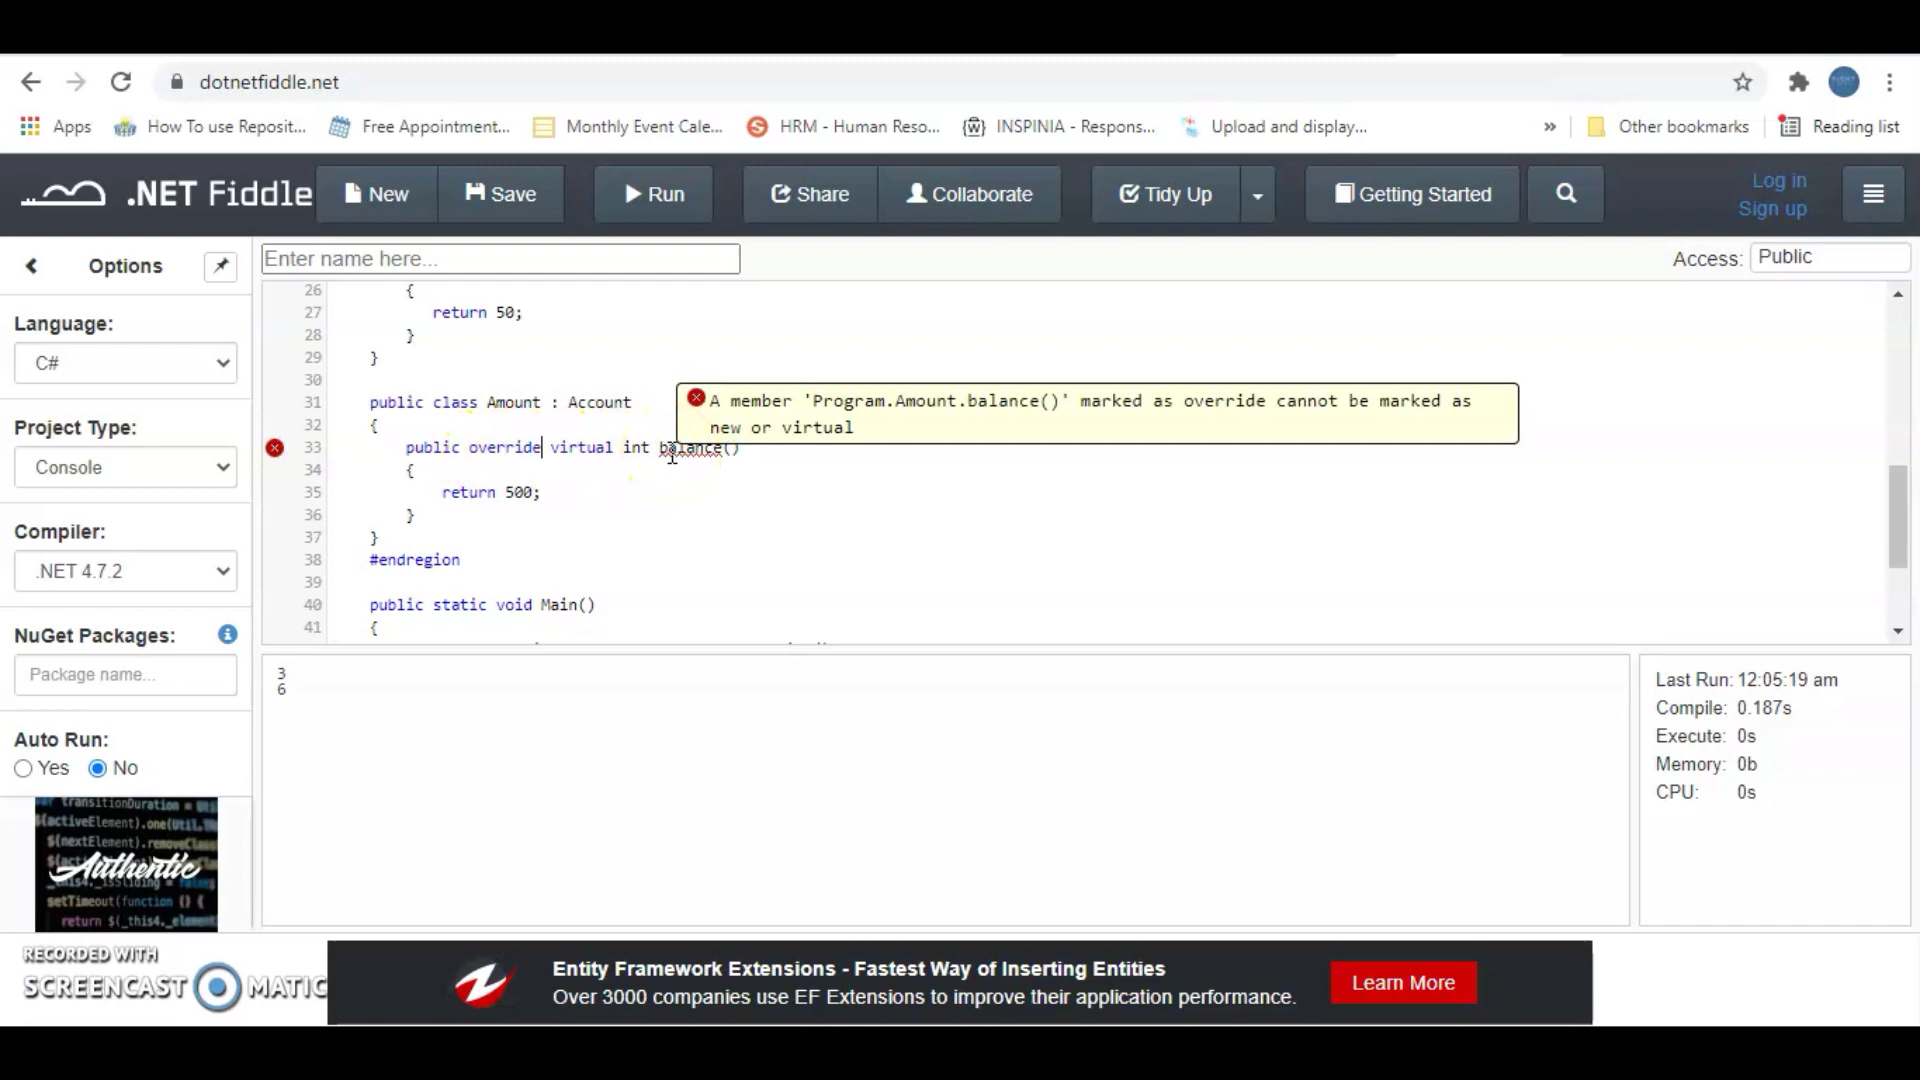 dotnetfiddle.net
Apps How To use Reposit... Free Appointment... Monthly Event Cale... HRM - Human Reso... INSPINIA - Respons... Upload and display... » Other bookmarks Reading list
.NET Fiddle New Save Run Share Collaborate Tidy Up Getting Started Log in
Sign up
Options
Enter name here...
Access: Public
Language:
C#
Project Type:
Console
Compiler:
.NET 4.7.2
NuGet Packages:
Package name...
Auto Run:
Yes No
26 {
27 return 50;
28 }
29 }
30
31 public class Amount : Account
32 {
33 public override virtual int balance()
34 {
35 return 500;
36 }
37 }
38 #endregion
39
40 public static void Main()
41 {
A member 'Program.Amount.balance()' marked as override cannot be marked as
new or virtual
3
6
Last Run: 12:05:19 am
Compile: 0.187s
Execute: 0s
Memory: 0b
CPU: 0s
Authentic
setTimeout(function () {
RECORDED WITH
SCREENCAST MATIC
Entity Framework Extensions - Fastest Way of Inserting Entities
Over 3000 companies use EF Extensions to improve their application performance.
Learn More